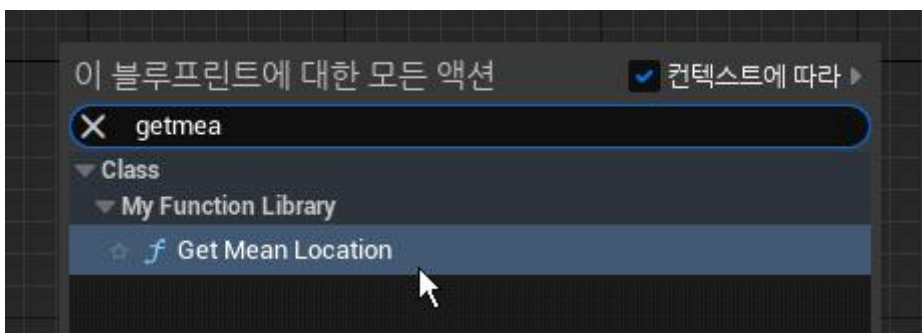 이 블루프린트에 대한 모든 액션 컨텍스트에 따라
getmea
Class
My Function Library
f Get Mean Location